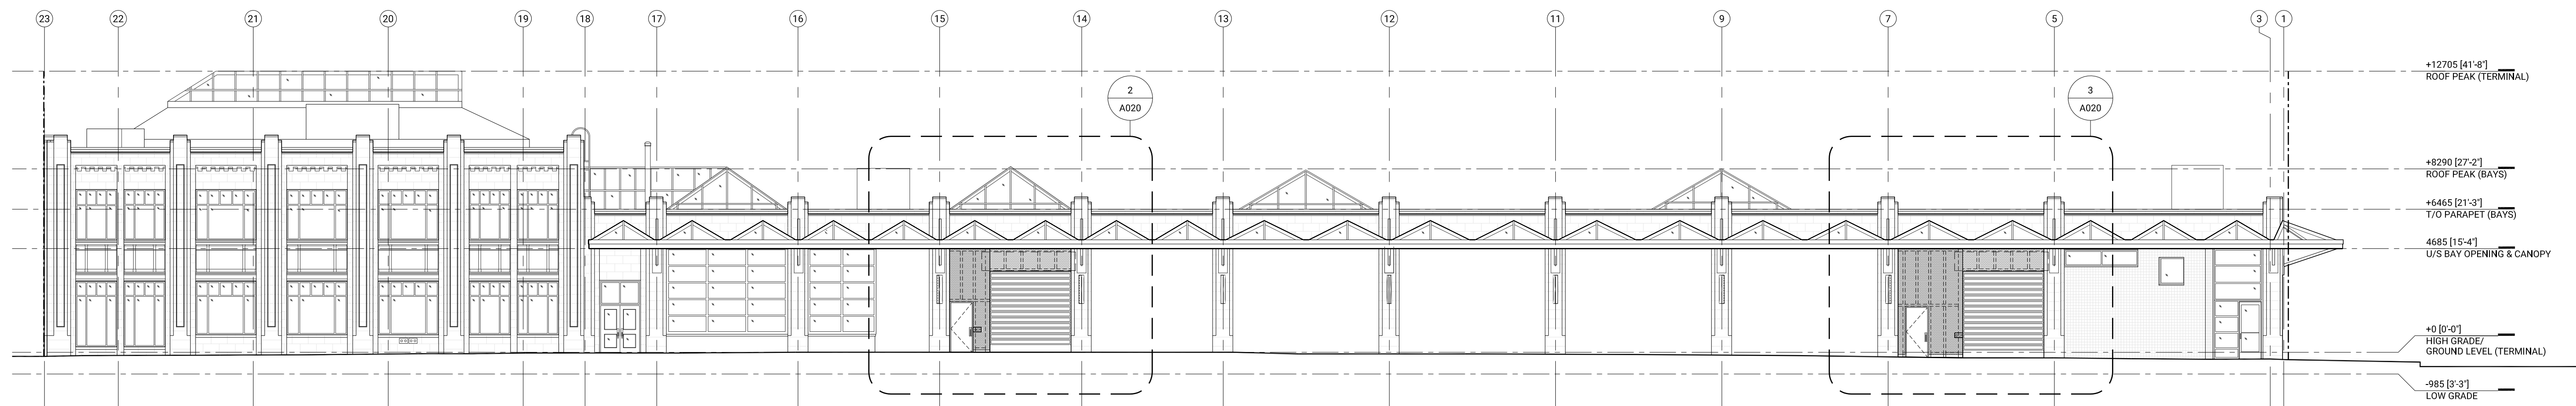 23 22 21 20 19 18 17 16 15 14 13 12 11 9 7 5 3 1
2
A020
3
A020
+12705 [41'-8"]
ROOF PEAK (TERMINAL)
+8290 [27'-2"]
ROOF PEAK (BAYS)
+6465 [21'-3"]
T/O PARAPET (BAYS)
4685 [15'-4"]
U/S BAY OPENING & CANOPY
+0 [0'-0"]
HIGH GRADE/
GROUND LEVEL (TERMINAL)
-985 [3'-3"]
LOW GRADE